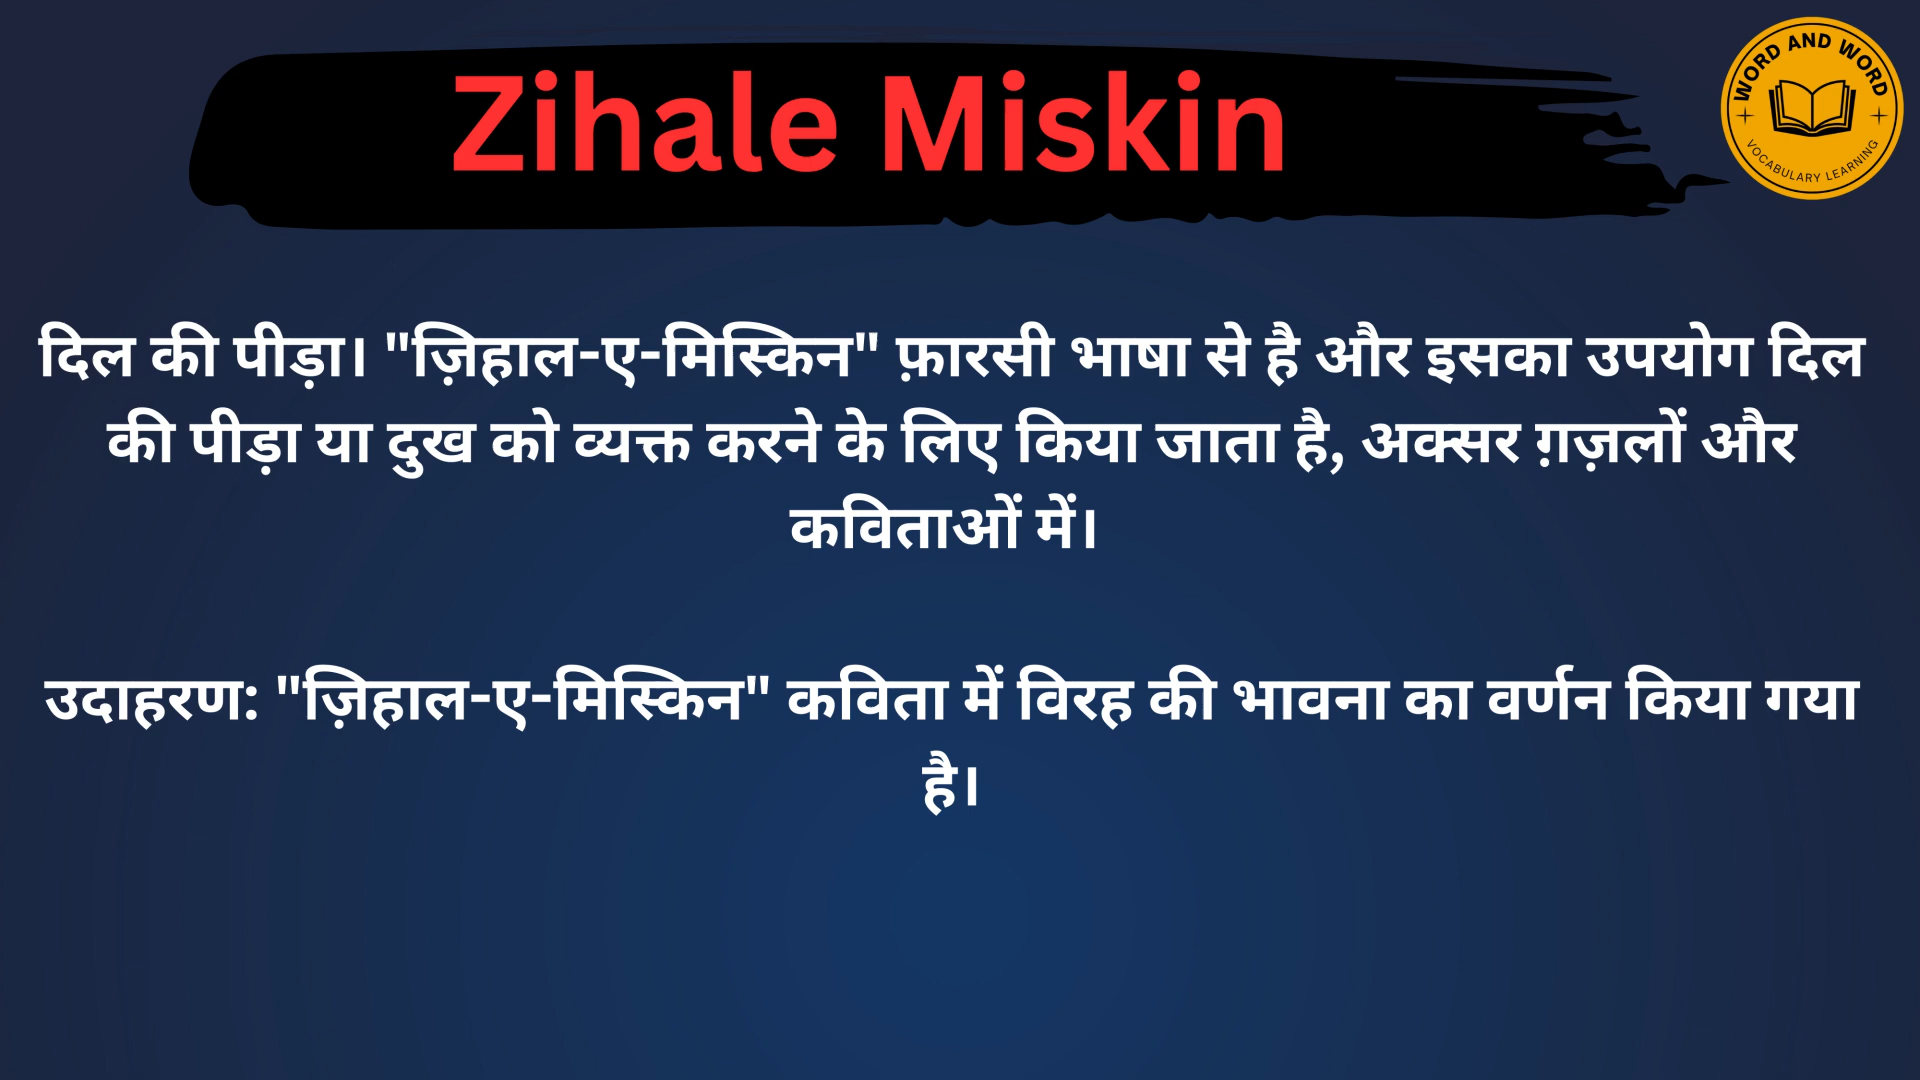 Zihale Miskin
WORD AND WORD
VOCABULARY LEARNING
दिल की पीड़ा। "ज़िहाल-ए-मिस्किन" फ़ारसी भाषा से है और इसका उपयोग दिल
की पीड़ा या दुख को व्यक्त करने के लिए किया जाता है, अक्सर ग़ज़लों और
कविताओं में।
उदाहरण: "ज़िहाल-ए-मिस्किन" कविता में विरह की भावना का वर्णन किया गया
है।